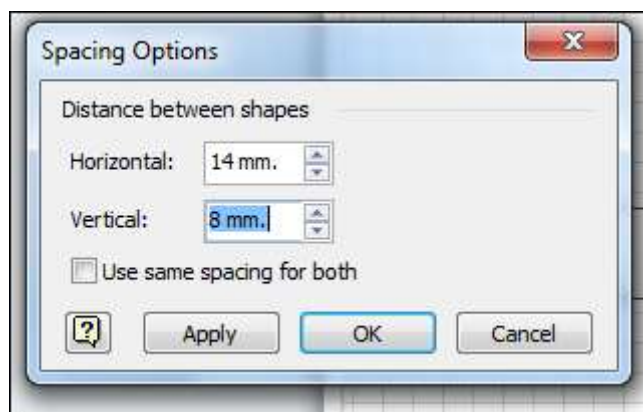 Spacing Options
Distance between shapes
Horizontal: 14 mm.
Vertical: 8 mm.
Use same spacing for both
? Apply OK Cancel